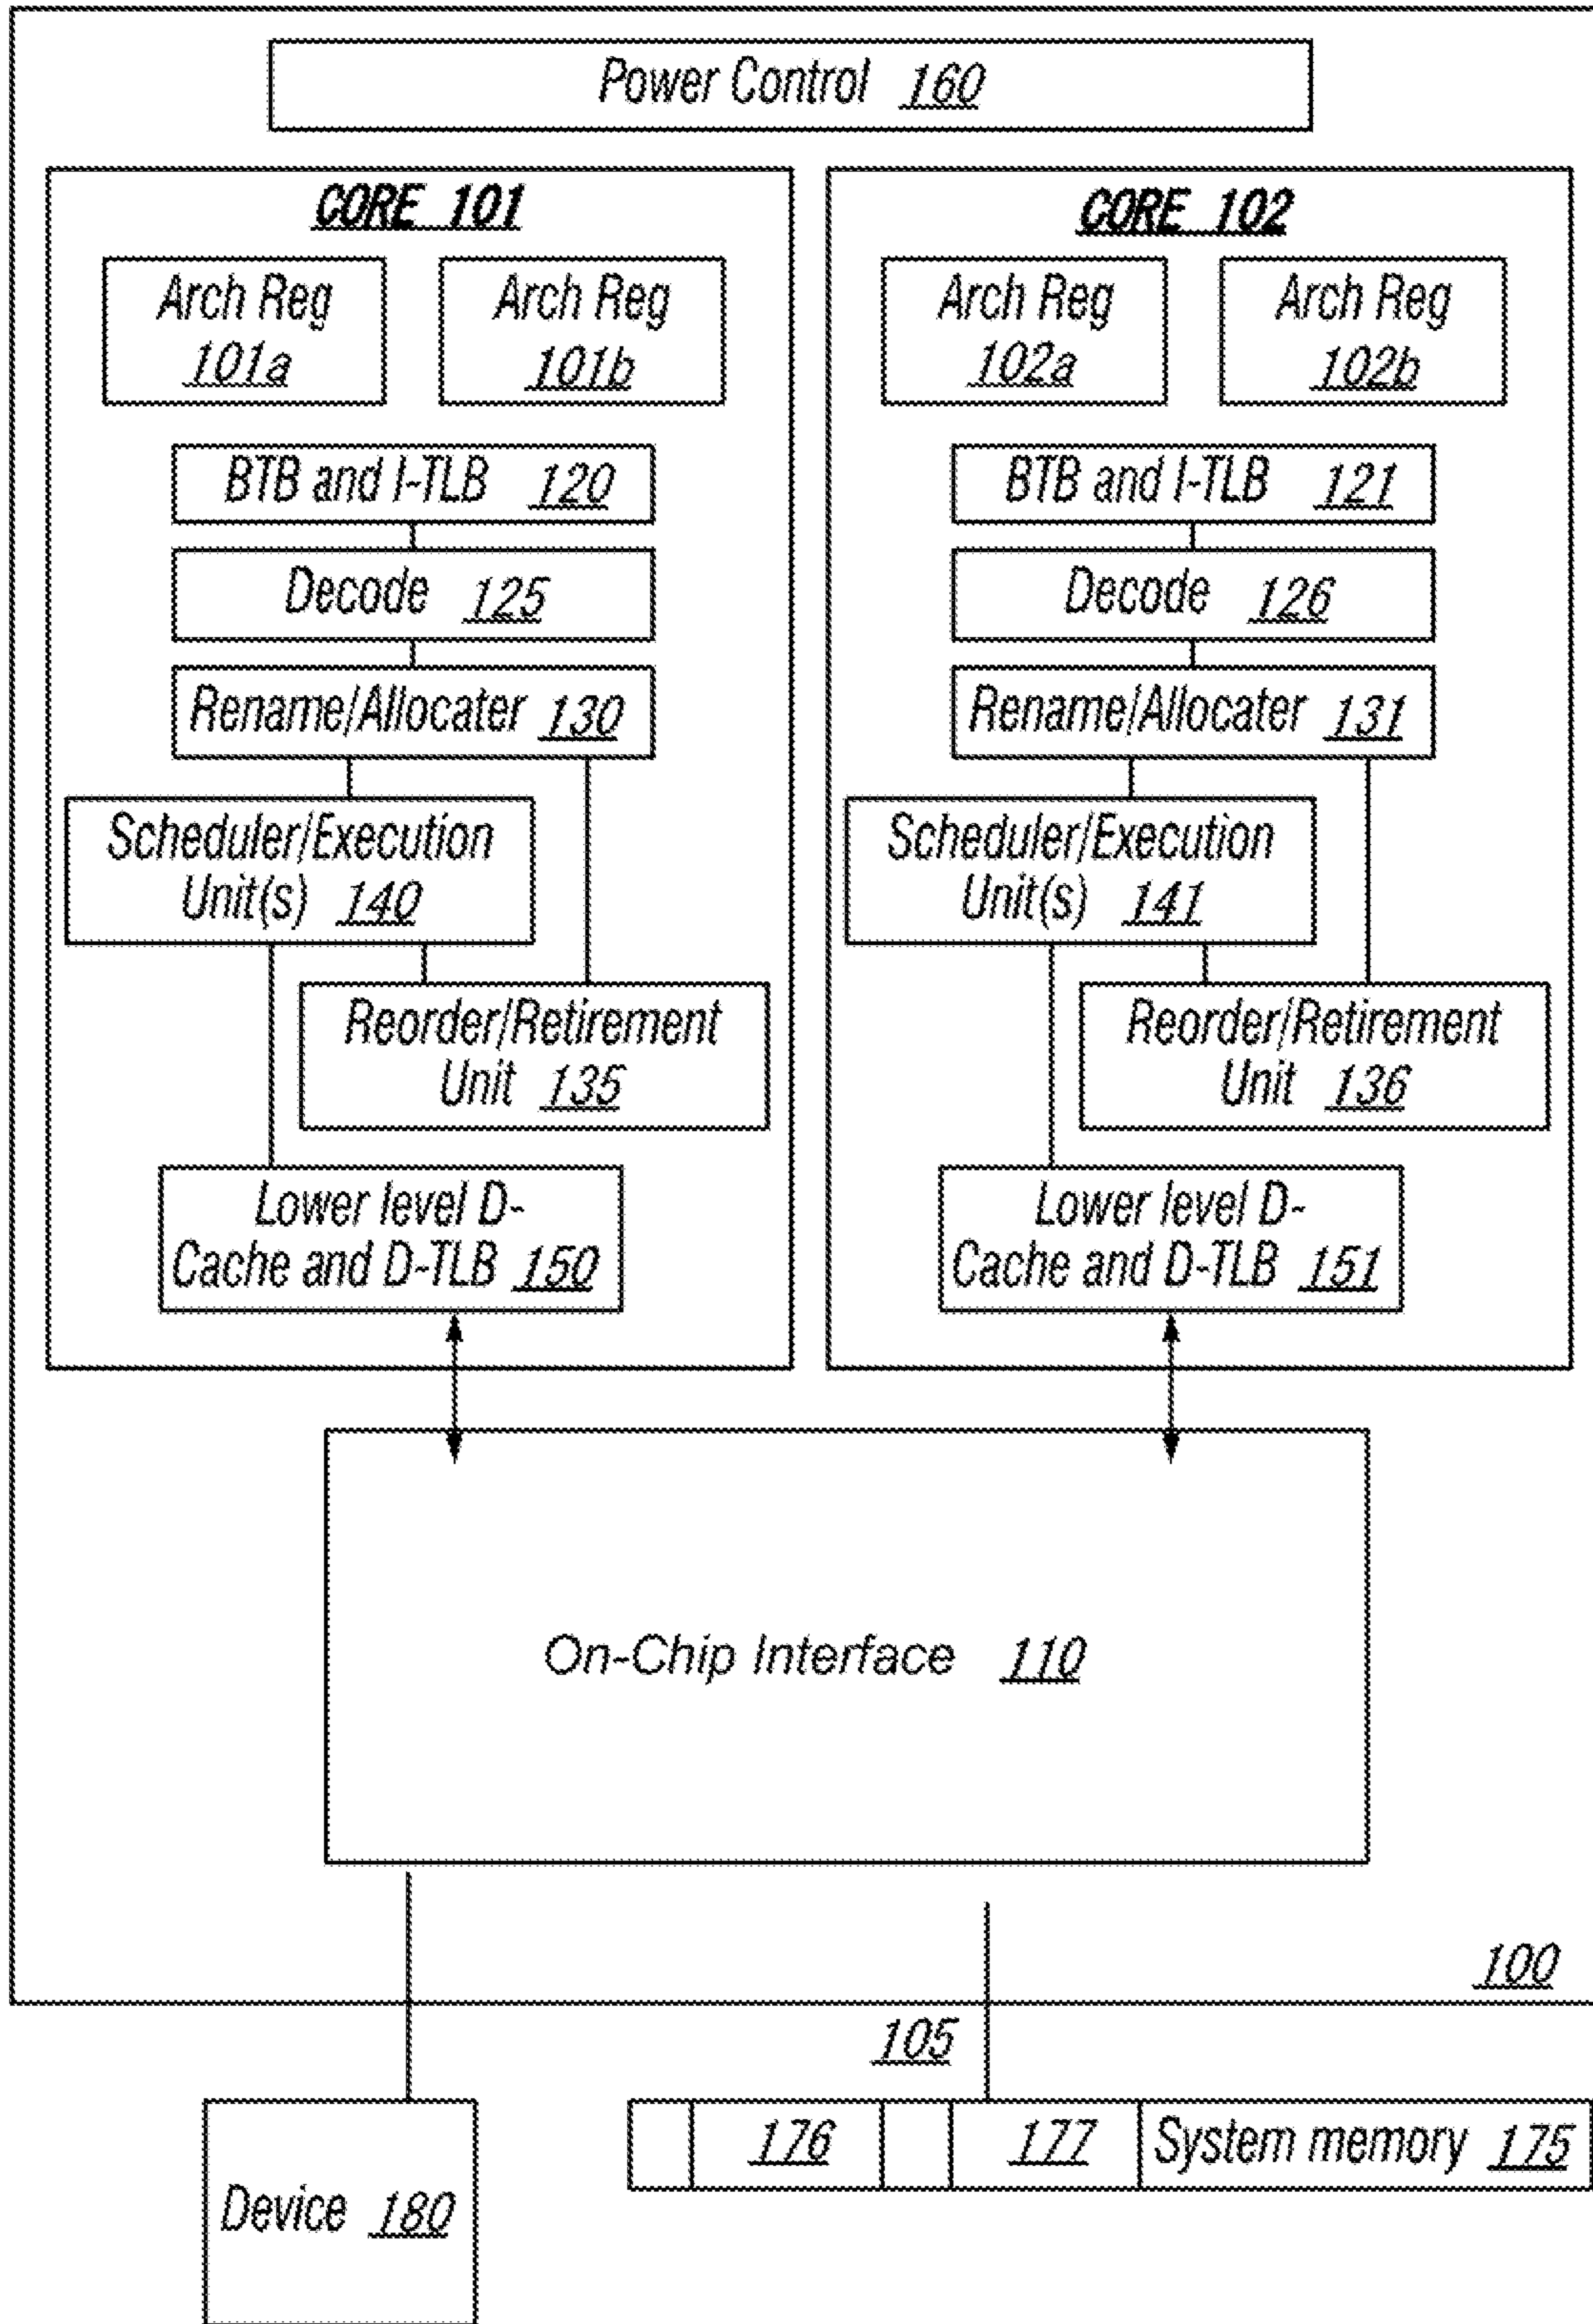 Power Control 160
CORE 101
Arch Reg
101a
Arch Reg
101b
BTB and I-TLB 120
Decode 125
Rename/Allocater 130
Scheduler/Execution
Unit(s) 140
Reorder/Retirement
Unit 135
Lower level D-
Cache and D-TLB 150
CORE 102
Arch Reg
102a
Arch Reg
102b
BTB and I-TLB 121
Decode 126
Rename/Allocater 131
Scheduler/Execution
Unit(s) 141
Reorder/Retirement
Unit 136
Lower level D-
Cache and D-TLB 151
On-Chip Interface 110
100
105
176
177
System memory 175
Device 180